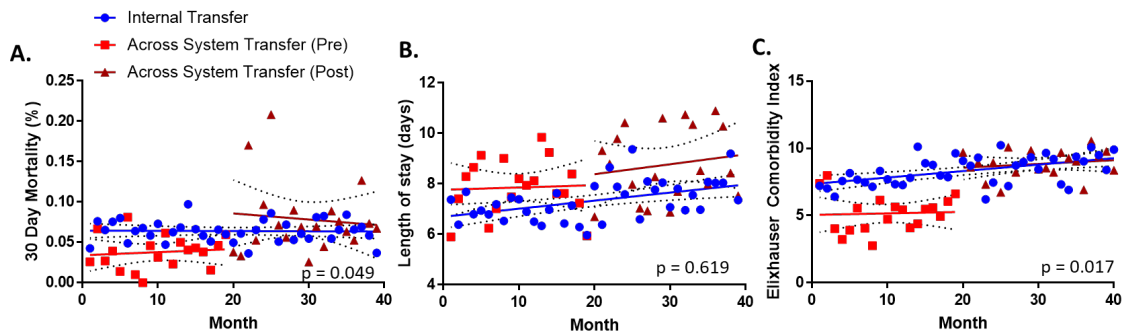 Internal Transfer
Across System Transfer (Pre)
Across System Transfer (Post)
A.
30 Day Mortality (%)
0.25
0.20
0.15
0.10
0.05
0.00
0 10 20 30 40
Month
p = 0.049
B.
Length of stay (days)
12
10
8
6
4
0 10 20 30 40
Month
p = 0.619
C.
Elixhauser Comorbidity Index
15
10
5
0
0 10 20 30 40
Month
p = 0.017